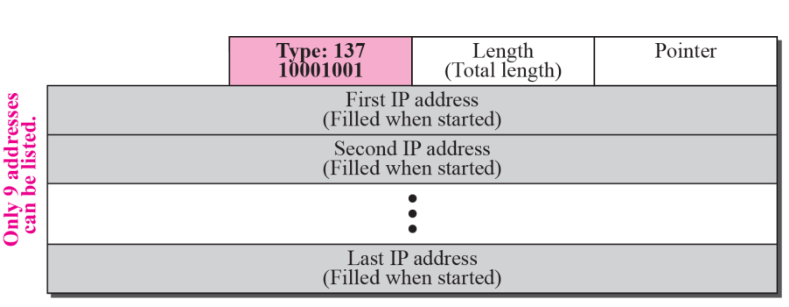 Type: 137
10001001
Length
(Total length)
Pointer
Only 9 addresses
can be listed.
First IP address
(Filled when started)
Second IP address
(Filled when started)
Last IP address
(Filled when started)